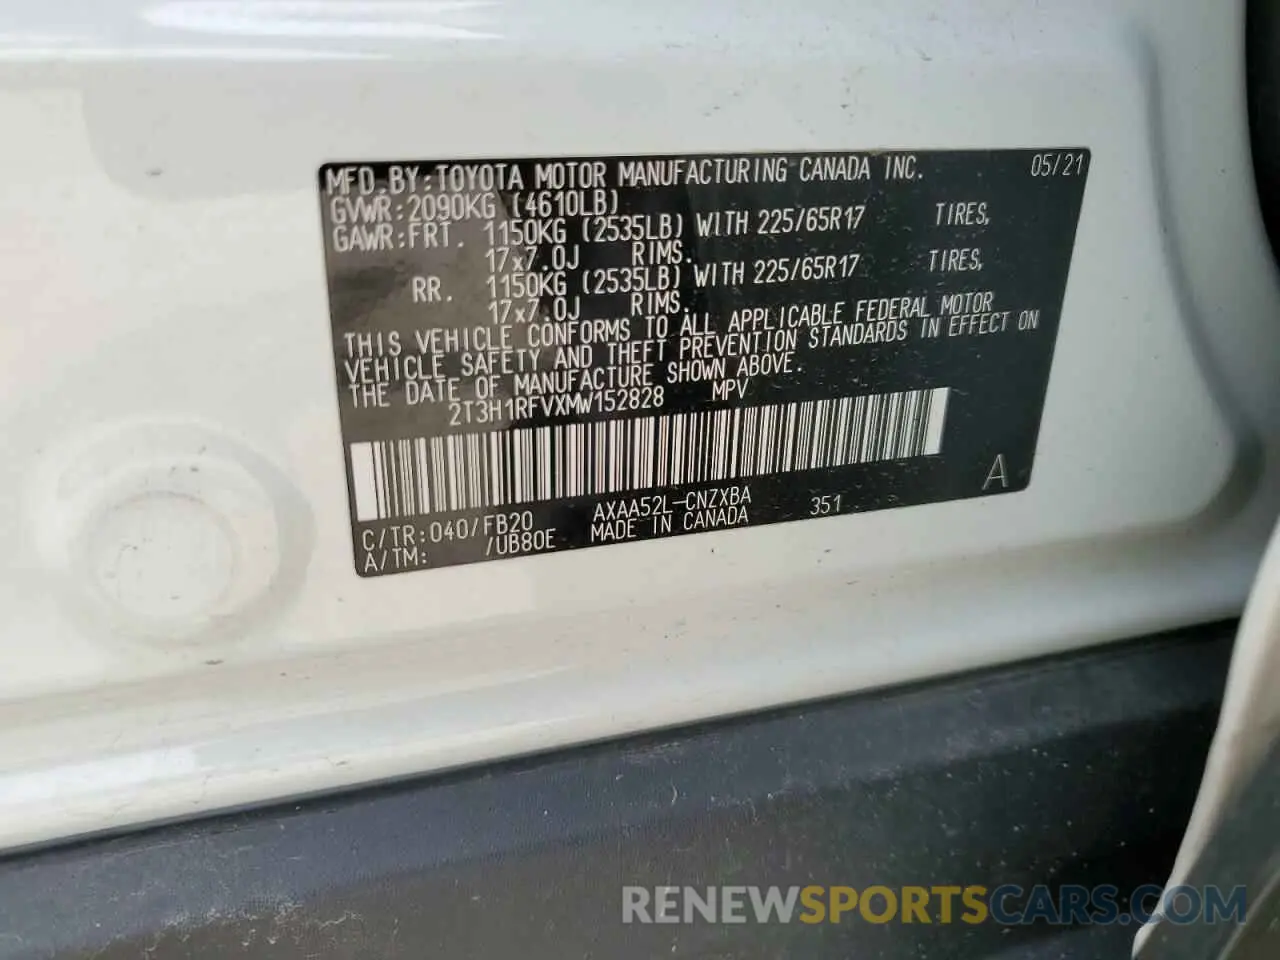 MFD. BY: TOYOTA MOTOR MANUFACTURING CANADA INC. 05/21
GVWR: 2090KG (4610LB)
GAWR: FRT. 1150KG (2535LB) WITH 225/65R17 TIRES,
17x7.0J RIMS.
RR. 1150KG (2535LB) WITH 225/65R17 TIRES,
17x7.0J RIMS.
THIS VEHICLE CONFORMS TO ALL APPLICABLE FEDERAL MOTOR
VEHICLE SAFETY AND THEFT PREVENTION STANDARDS IN EFFECT ON
THE DATE OF MANUFACTURE SHOWN ABOVE.
2T3H1RFVXMW152828 MPV
A
C/TR: 040/FB20 AXAA52L-CNZXBA 351
A/TM: /UB80E MADE IN CANADA
RENEWSPORTSCARS.COM